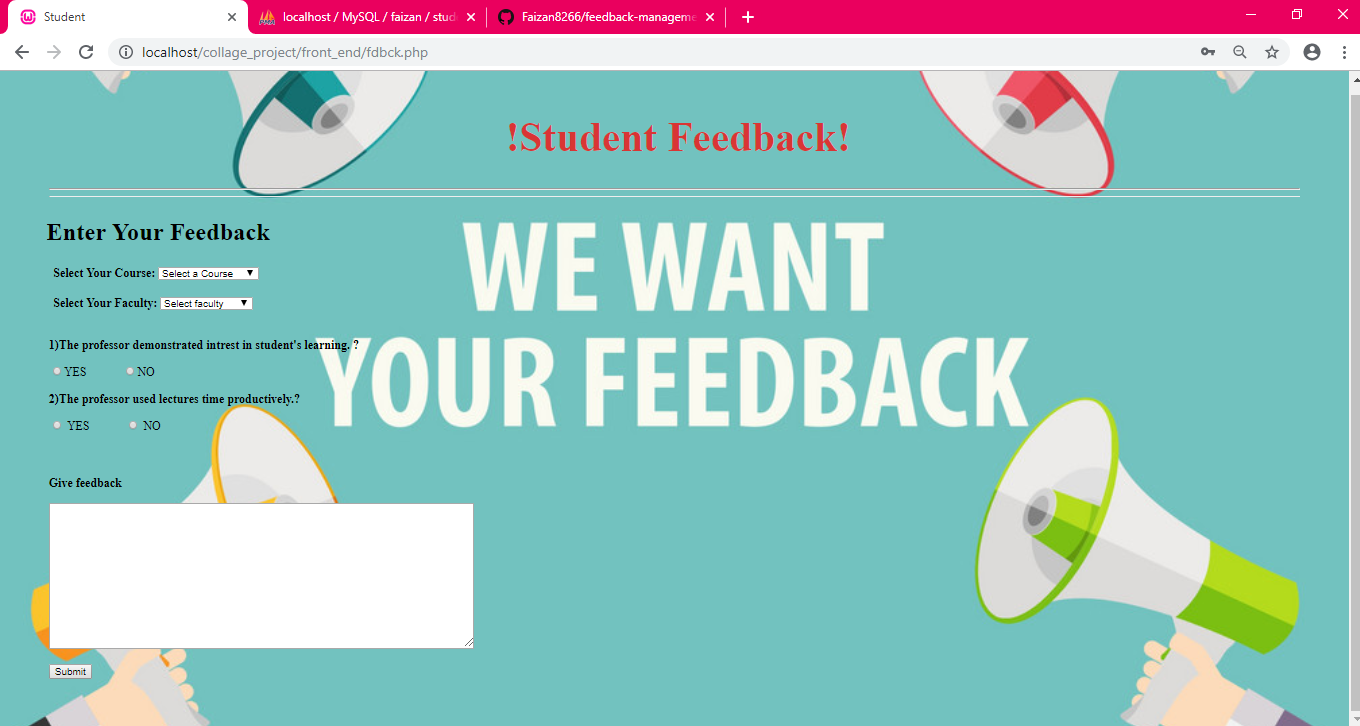 Student
localhost / MySQL / faizan / stud
Faizan8266/feedback-manageme
localhost/collage_project/front_end/fdbck.php
!Student Feedback!
WE WANT
YOUR FEEDBACK
Enter Your Feedback
Select Your Course: Select a Course
Select Your Faculty: Select faculty
1)The professor demonstrated intrest in student's learning. ?
YES NO
2)The professor used lectures time productively.?
YES NO
Give feedback
Submit